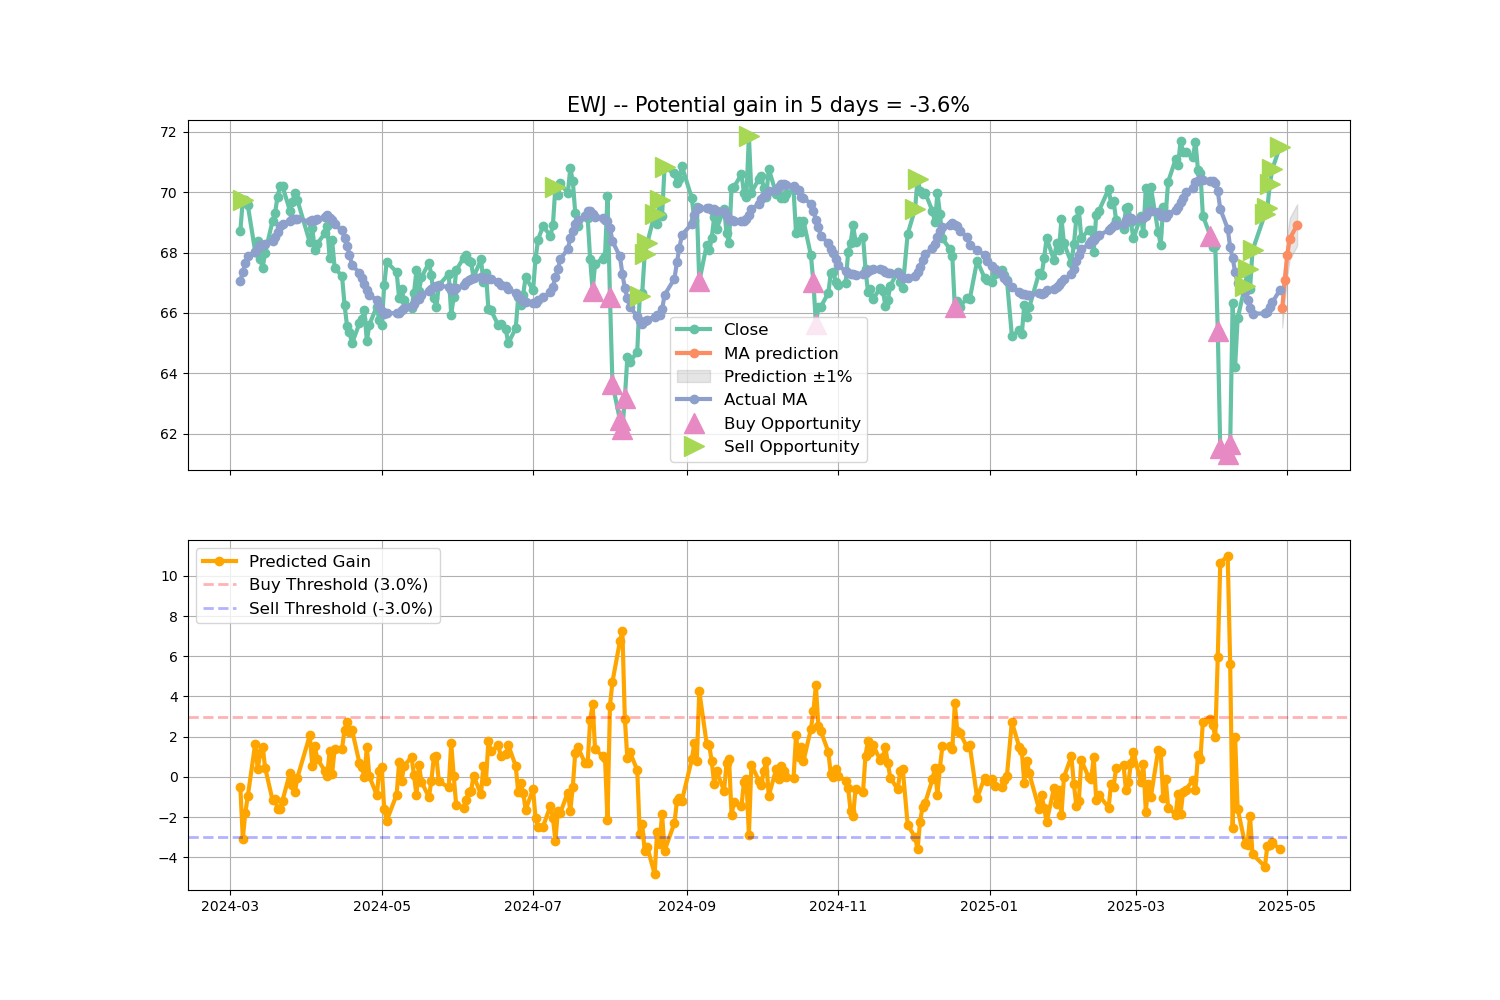 EWJ -- Potential gain in 5 days = -3.6%
72
70
68
66
64
62
Close
MA prediction
Prediction ±1%
Actual MA
Buy Opportunity
Sell Opportunity
Predicted Gain
Buy Threshold (3.0%)
Sell Threshold (-3.0%)
10
8
6
4
2
0
−2
−4
2024-03 2024-05 2024-07 2024-09 2024-11 2025-01 2025-03 2025-05